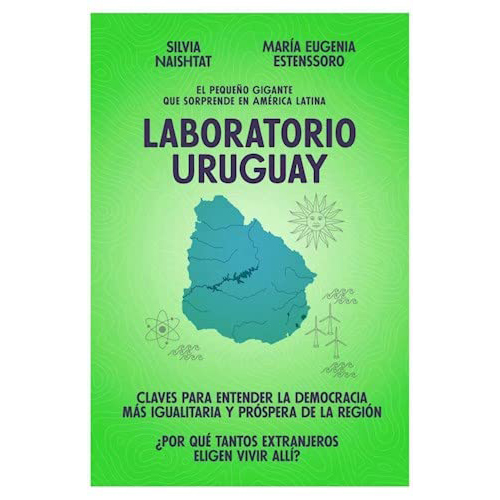 SILVIA
NAISHTAT
MARÍA EUGENIA
ESTENSSORO
EL PEQUEÑO GIGANTE
QUE SORPRENDE EN AMÉRICA LATINA
LABORATORIO
URUGUAY
CLAVES PARA ENTENDER LA DEMOCRACIA
MÁS IGUALITARIA Y PRÓSPERA DE LA REGIÓN
¿POR QUÉ TANTOS EXTRANJEROS
ELIGEN VIVIR ALLÍ?